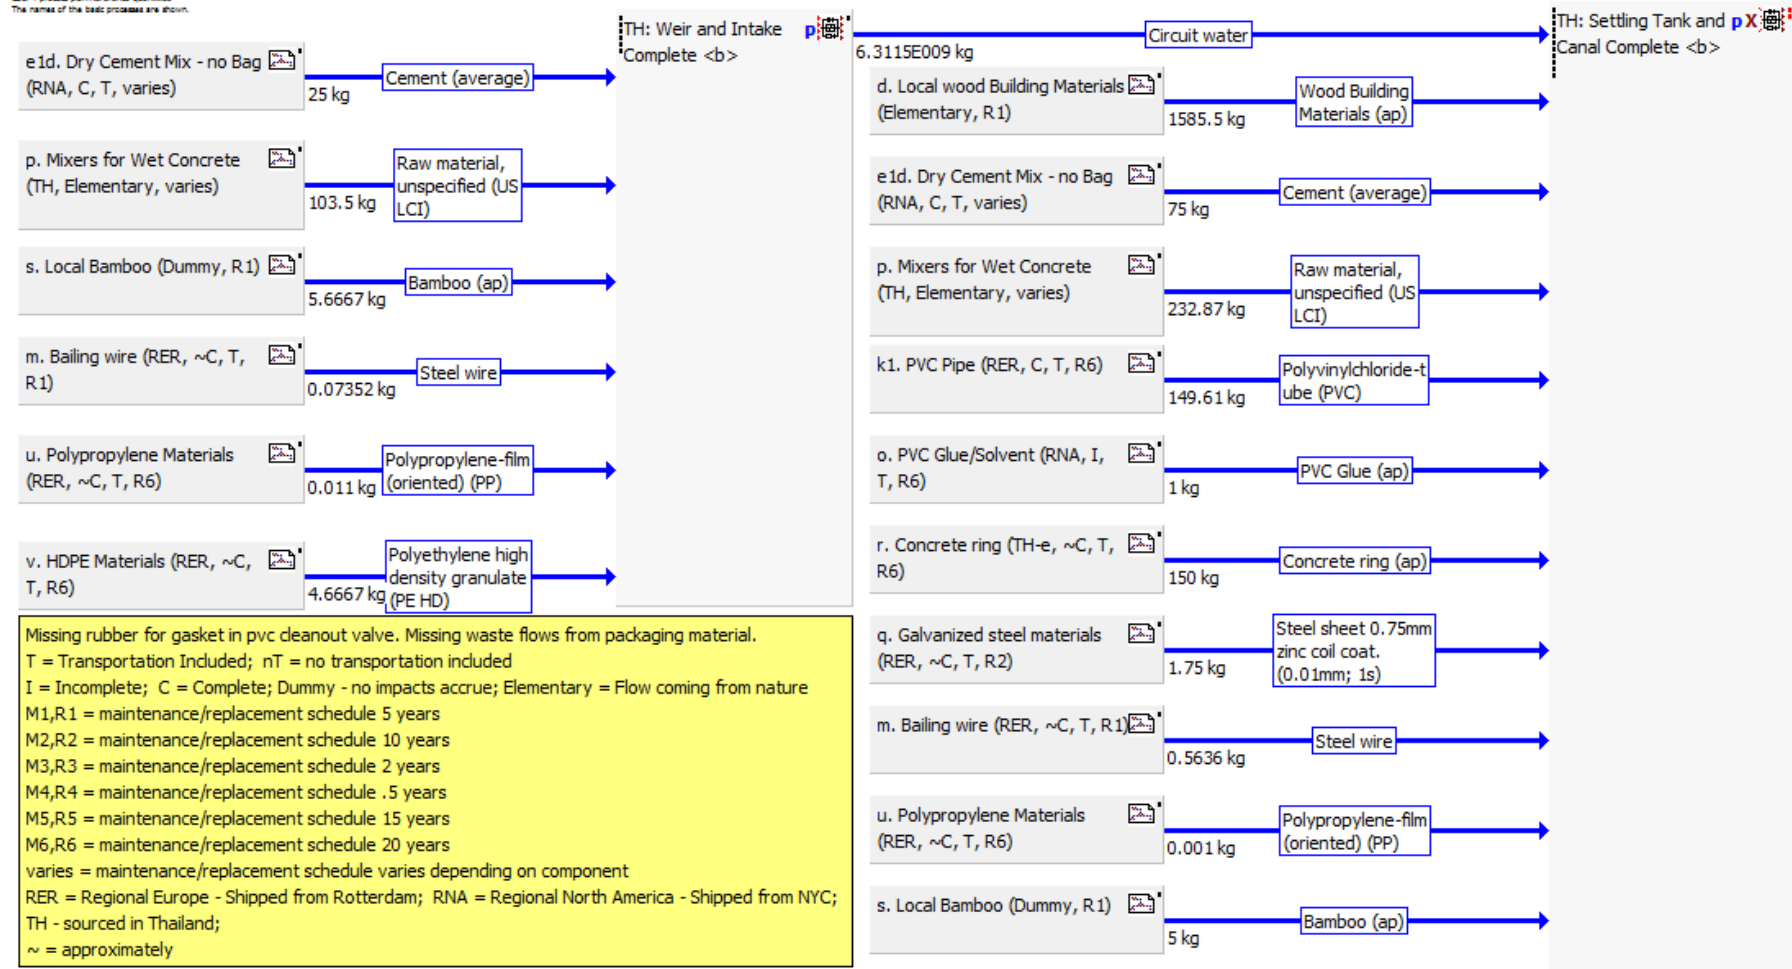 The names of the basic processes are shown.
e1d. Dry Cement Mix - no Bag
(RNA, C, T, varies)
25 kg
Cement (average)
p. Mixers for Wet Concrete
(TH, Elementary, varies)
103.5 kg
Raw material,
unspecified (US
LCI)
s. Local Bamboo (Dummy, R1)
5.6667 kg
Bamboo (ap)
m. Bailing wire (RER, ~C, T,
R1)
0.07352 kg
Steel wire
u. Polypropylene Materials
(RER, ~C, T, R6)
0.011 kg
Polypropylene-film
(oriented) (PP)
v. HDPE Materials (RER, ~C,
T, R6)
4.6667 kg
Polyethylene high
density granulate
(PE HD)
TH: Weir and Intake
Complete <b>
p
6.3115E009 kg
Circuit water
d. Local wood Building Materials
(Elementary, R1)
1585.5 kg
Wood Building
Materials (ap)
e1d. Dry Cement Mix - no Bag
(RNA, C, T, varies)
75 kg
Cement (average)
p. Mixers for Wet Concrete
(TH, Elementary, varies)
232.87 kg
Raw material,
unspecified (US
LCI)
k1. PVC Pipe (RER, C, T, R6)
149.61 kg
Polyvinylchloride-t
ube (PVC)
o. PVC Glue/Solvent (RNA, I,
T, R6)
1 kg
PVC Glue (ap)
r. Concrete ring (TH-e, ~C, T,
R6)
150 kg
Concrete ring (ap)
q. Galvanized steel materials
(RER, ~C, T, R2)
1.75 kg
Steel sheet 0.75mm
zinc coil coat.
(0.01mm; 1s)
m. Bailing wire (RER, ~C, T, R1)
0.5636 kg
Steel wire
u. Polypropylene Materials
(RER, ~C, T, R6)
0.001 kg
Polypropylene-film
(oriented) (PP)
s. Local Bamboo (Dummy, R1)
5 kg
Bamboo (ap)
TH: Settling Tank and
Canal Complete <b>
p X
Missing rubber for gasket in pvc cleanout valve. Missing waste flows from packaging material.
T = Transportation Included; nT = no transportation included
I = Incomplete; C = Complete; Dummy - no impacts accrue; Elementary = Flow coming from nature
M1,R1 = maintenance/replacement schedule 5 years
M2,R2 = maintenance/replacement schedule 10 years
M3,R3 = maintenance/replacement schedule 2 years
M4,R4 = maintenance/replacement schedule .5 years
M5,R5 = maintenance/replacement schedule 15 years
M6,R6 = maintenance/replacement schedule 20 years
varies = maintenance/replacement schedule varies depending on component
RER = Regional Europe - Shipped from Rotterdam; RNA = Regional North America - Shipped from NYC;
TH - sourced in Thailand;
~ = approximately